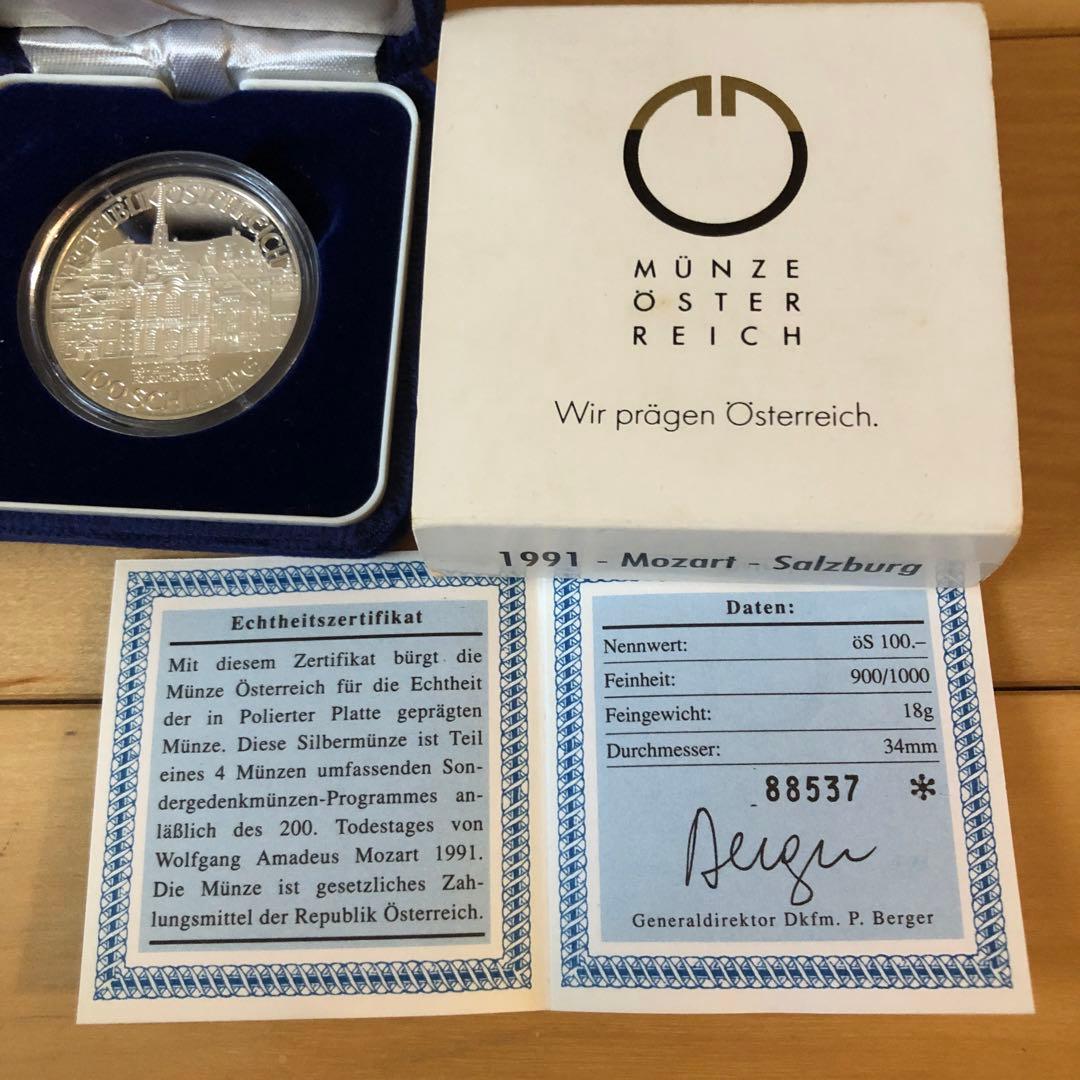 REPUBLIK ÖSTERREICH
100 SCHILLING
MÜNZE
ÖSTER
REICH
Wir prägen Österreich.
1991 - Mozart - Salzburg
Echtheitszertifikat
Mit diesem Zertifikat bürgt die
Münze Österreich für die Echtheit
der in Polierter Platte geprägten
Münze. Diese Silbermünze ist Teil
eines 4 Münzen umfassenden Son-
dergedenkmünzen-Programmes an-
läßlich des 200. Todestages von
Wolfgang Amadeus Mozart 1991.
Die Münze ist gesetzliches Zah-
lungsmittel der Republik Österreich.
Daten:
Nennwert: öS 100.–
Feinheit: 900/1000
Feingewicht: 18g
Durchmesser: 34mm
88537 *
Berger
Generaldirektor Dkfm. P. Berger